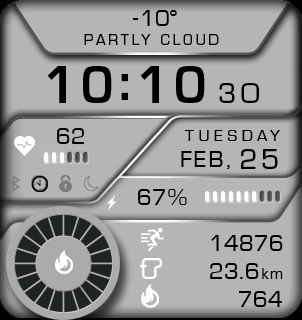 -10°
PARTLY CLOUD
10:10 30
62
TUESDAY
FEB, 25
67%
14876
23.6km
764